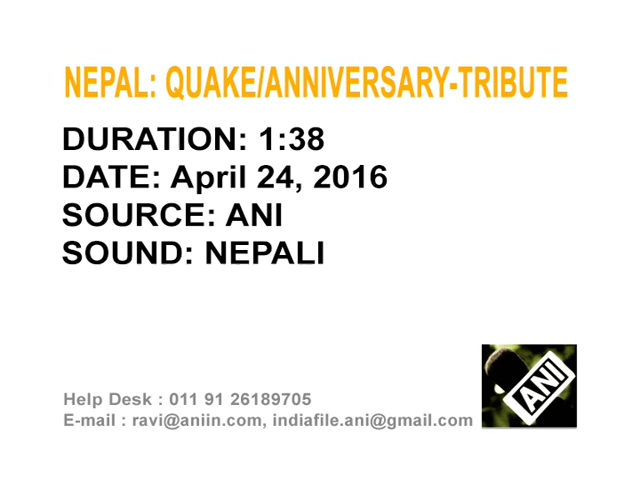 NEPAL: QUAKE/ANNIVERSARY-TRIBUTE
DURATION: 1:38
DATE: April 24, 2016
SOURCE: ANI
SOUND: NEPALI
Help Desk : 011 91 26189705
E-mail : ravi@aniin.com, indiafile.ani@gmail.com
ANI